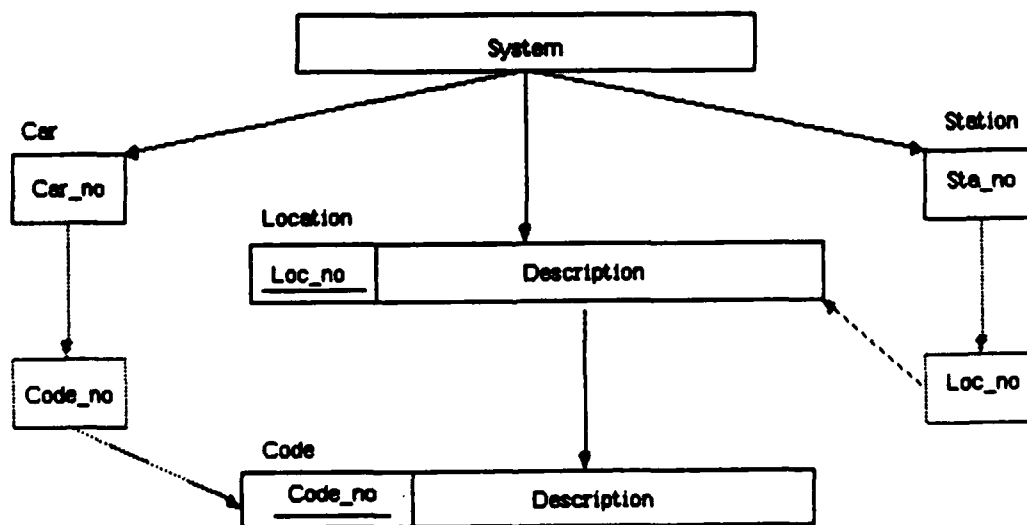 System
Car
Station
Car_no
Sta_no
Location
Loc_no Description
Code_no
Loc_no
Code
Code_no Description